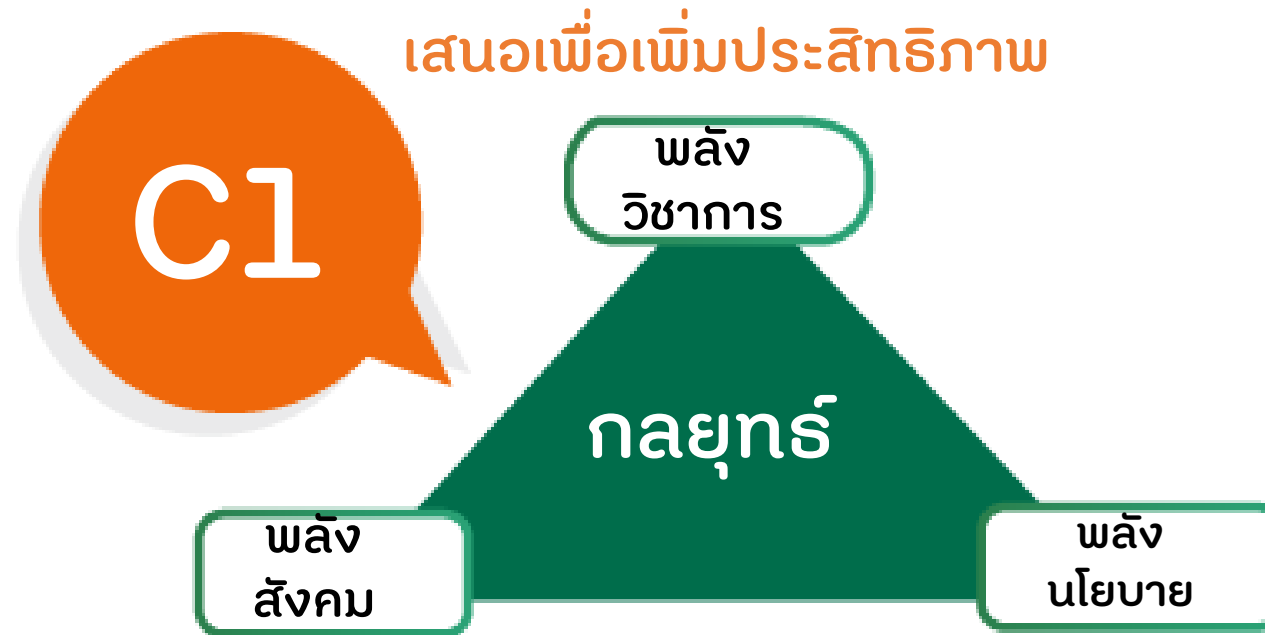 เสนอเพื่อเพิ่มประสิทธิภาพ
C1
พลัง
วิชาการ
กลยุทธ์
พลัง
สังคม
พลัง
นโยบาย